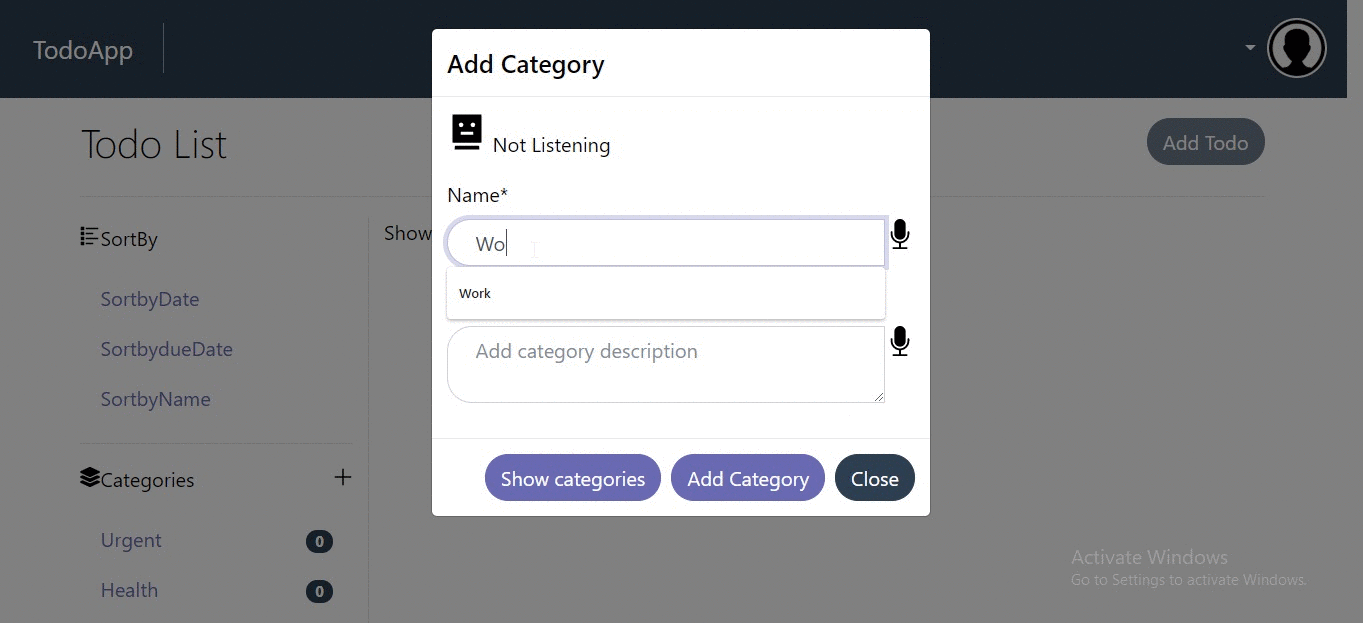 TodoApp
Todo List
Add Todo
SortBy
SortbyDate
SortbydueDate
SortbyName
Categories
+
Urgent 0
Health 0
Show
Add Category
Not Listening
Name*
Wo
Work
Add category description
Show categories
Add Category
Close
Activate Windows
Go to Settings to activate Windows.